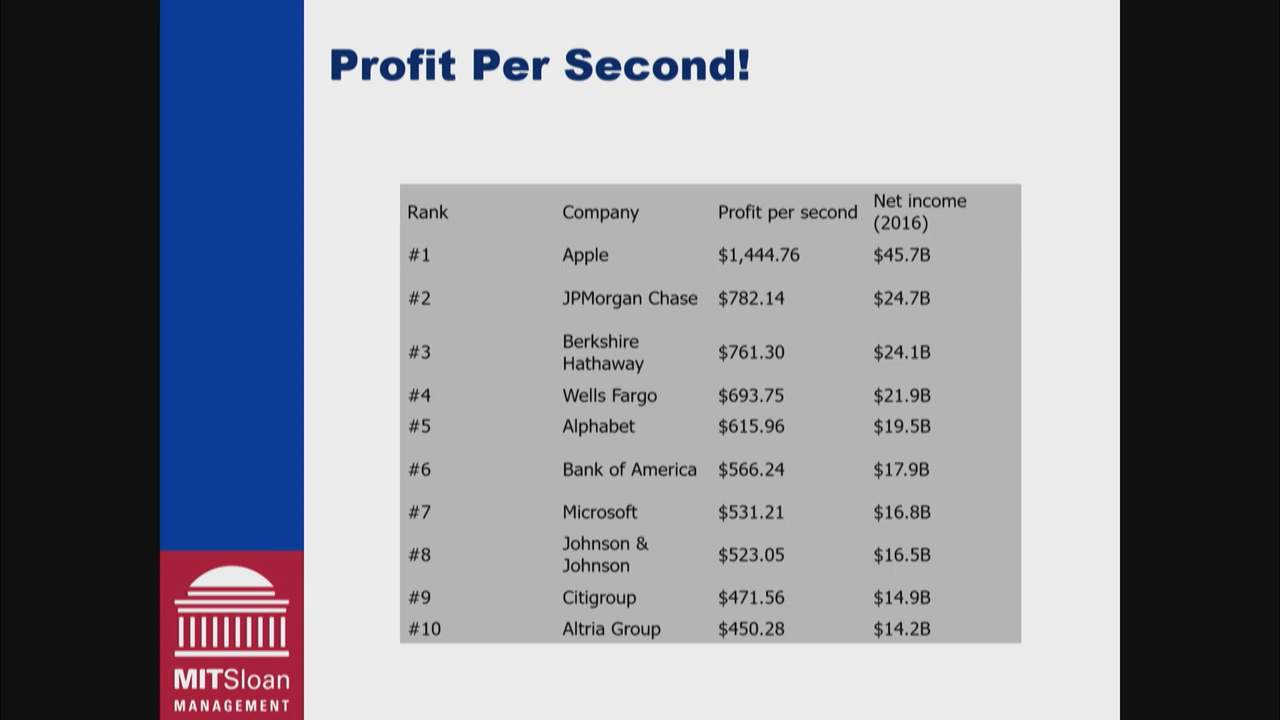 Profit Per Second!
Rank Company Profit per second Net income (2016)
#1 Apple $1,444.76 $45.7B
#2 JPMorgan Chase $782.14 $24.7B
#3 Berkshire Hathaway $761.30 $24.1B
#4 Wells Fargo $693.75 $21.9B
#5 Alphabet $615.96 $19.5B
#6 Bank of America $566.24 $17.9B
#7 Microsoft $531.21 $16.8B
#8 Johnson & Johnson $523.05 $16.5B
#9 Citigroup $471.56 $14.9B
#10 Altria Group $450.28 $14.2B
MITSloan
MANAGEMENT